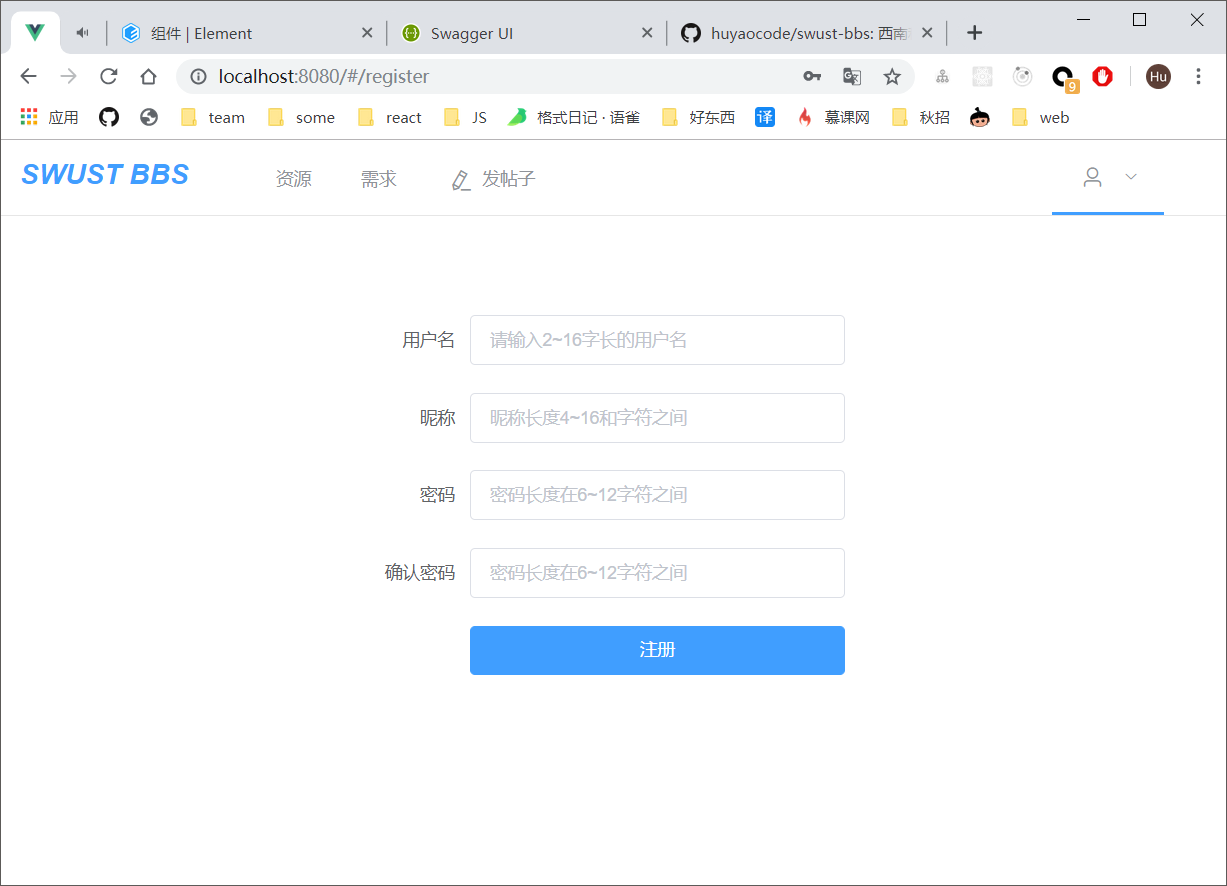 组件 | Element
Swagger UI
huyaocode/swust-bbs: 西南
localhost:8080/#/register
9
Hu
应用
team
some
react
JS
格式日记 · 语雀
好东西
译
慕课网
秋招
web
SWUST BBS
资源
需求
发帖子
用户名
请输入2~16字长的用户名
昵称
昵称长度4~16和字符之间
密码
密码长度在6~12字符之间
确认密码
密码长度在6~12字符之间
注册